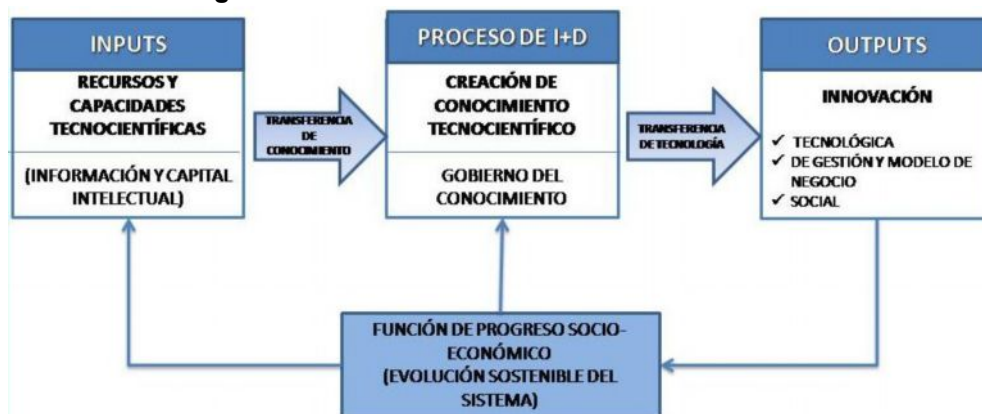 INPUTS
RECURSOS Y
CAPACIDADES
TECNOCIENTÍFICAS
(INFORMACIÓN Y CAPITAL
INTELECTUAL)
TRANSFERENCIA
DE
CONOCIMIENTO
PROCESO DE I+D
CREACIÓN DE
CONOCIMIENTO
TECNOCIENTÍFICO
GOBIERNO DEL
CONOCIMIENTO
TRANSFERENCIA
DE TECNOLOGÍA
OUTPUTS
INNOVACIÓN
✓ TECNOLÓGICA
✓ DE GESTIÓN Y MODELO DE
NEGOCIO
✓ SOCIAL
FUNCIÓN DE PROGRESO SOCIO-
ECONÓMICO
(EVOLUCIÓN SOSTENIBLE DEL
SISTEMA)